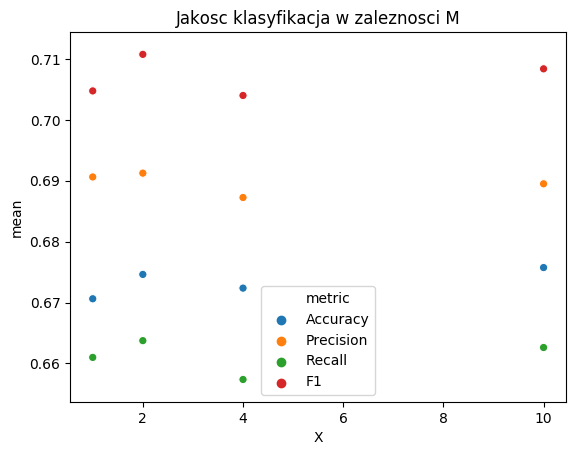 Jakosc klasyfikacja w zaleznosci M
0.71
0.70
0.69
0.68
0.67
0.66
mean
metric
Accuracy
Precision
Recall
F1
2
4
6
8
10
X